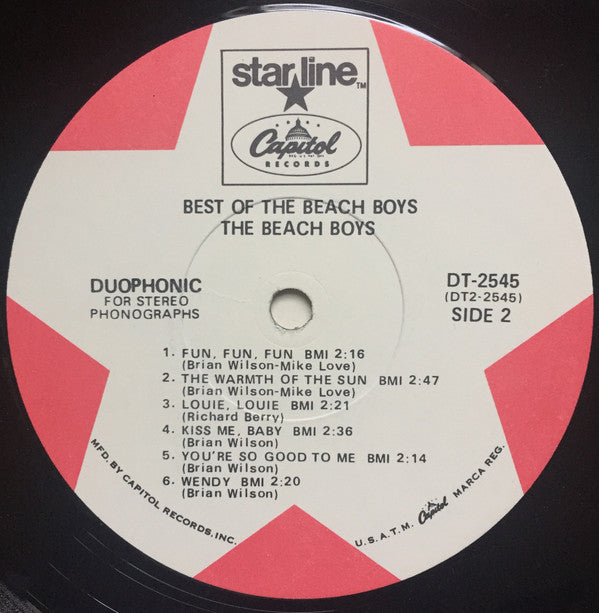 starline TM
Capitol
RECORDS
BEST OF THE BEACH BOYS
THE BEACH BOYS
DUOPHONIC
FOR STEREO
PHONOGRAPHS
DT-2545
(DT2-2545)
SIDE 2
1. FUN, FUN, FUN BMI 2:16
(Brian Wilson-Mike Love)
2. THE WARMTH OF THE SUN BMI 2:47
(Brian Wilson-Mike Love)
3. LOUIE, LOUIE BMI 2:21
(Richard Berry)
4. KISS ME, BABY BMI 2:36
(Brian Wilson)
5. YOU'RE SO GOOD TO ME BMI 2:14
(Brian Wilson)
6. WENDY BMI 2:20
(Brian Wilson)
MFD. BY CAPITOL RECORDS, INC.
U.S.A.T.M. Capitol MARCA REG.